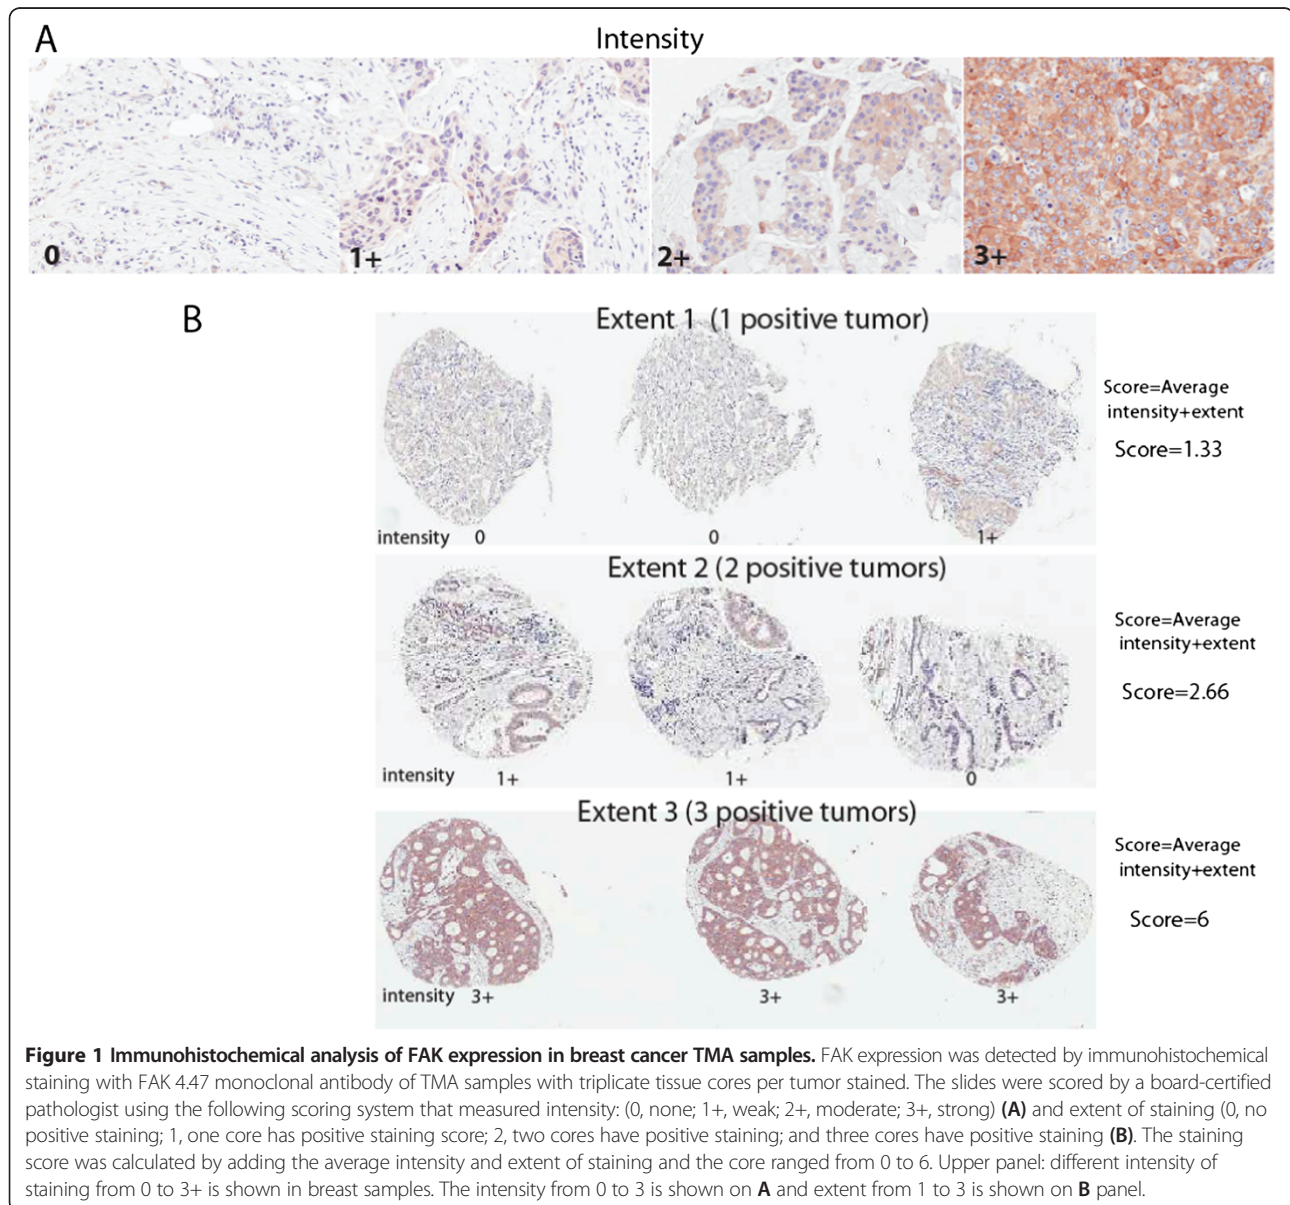 A
Intensity
0
1+
2+
3+
B
Extent 1 (1 positive tumor)
Score=Average
intensity+extent
Score=1.33
intensity 0
0
1+
Extent 2 (2 positive tumors)
Score=Average
intensity+extent
Score=2.66
intensity 1+
1+
0
Extent 3 (3 positive tumors)
Score=Average
intensity+extent
Score=6
intensity 3+
3+
3+
Figure 1 Immunohistochemical analysis of FAK expression in breast cancer TMA samples. FAK expression was detected by immunohistochemical
staining with FAK 4.47 monoclonal antibody of TMA samples with triplicate tissue cores per tumor stained. The slides were scored by a board-certified
pathologist using the following scoring system that measured intensity: (0, none; 1+, weak; 2+, moderate; 3+, strong) (A) and extent of staining (0, no
positive staining; 1, one core has positive staining score; 2, two cores have positive staining; and three cores have positive staining (B). The staining
score was calculated by adding the average intensity and extent of staining and the core ranged from 0 to 6. Upper panel: different intensity of
staining from 0 to 3+ is shown in breast samples. The intensity from 0 to 3 is shown on A and extent from 1 to 3 is shown on B panel.